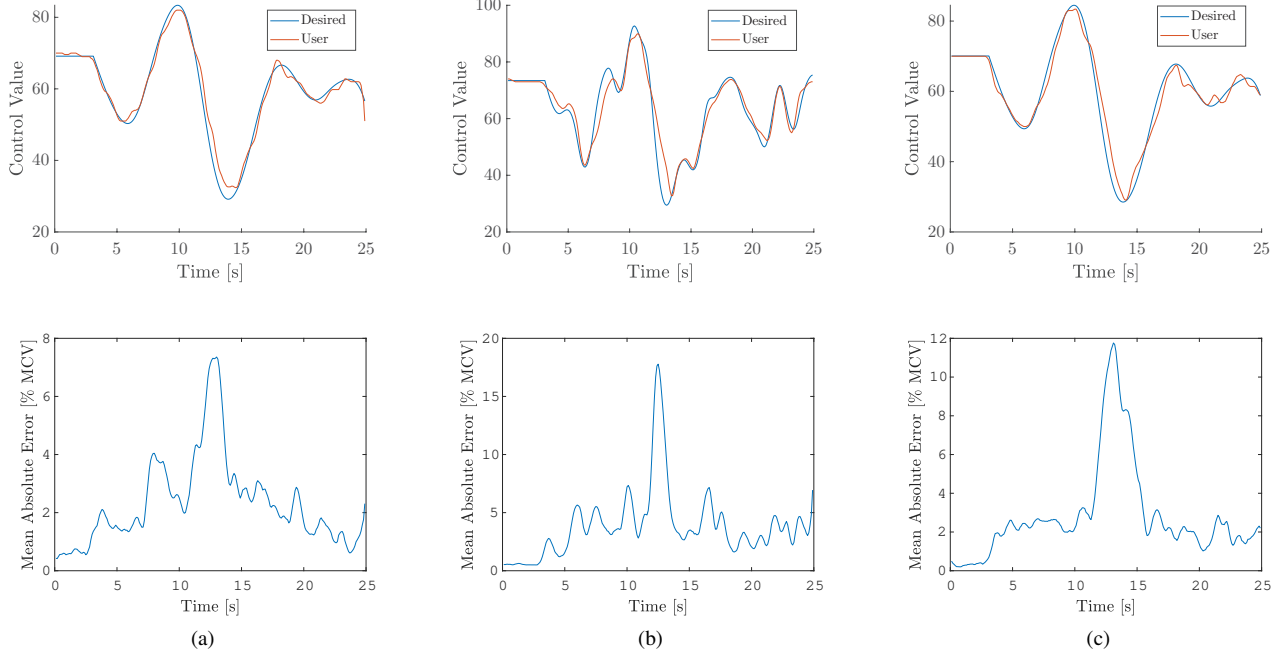 Desired
User
80
60
40
20
Control Value
0 5 10 15 20 25
Time [s]
Desired
User
100
80
60
40
20
Control Value
0 5 10 15 20 25
Time [s]
Desired
User
80
60
40
20
Control Value
0 5 10 15 20 25
Time [s]
8
6
4
2
0
Mean Absolute Error [% MCV]
0 5 10 15 20 25
Time [s]
(a)
20
15
10
5
0
Mean Absolute Error [% MCV]
0 5 10 15 20 25
Time [s]
(b)
12
10
8
6
4
2
0
Mean Absolute Error [% MCV]
0 5 10 15 20 25
Time [s]
(c)